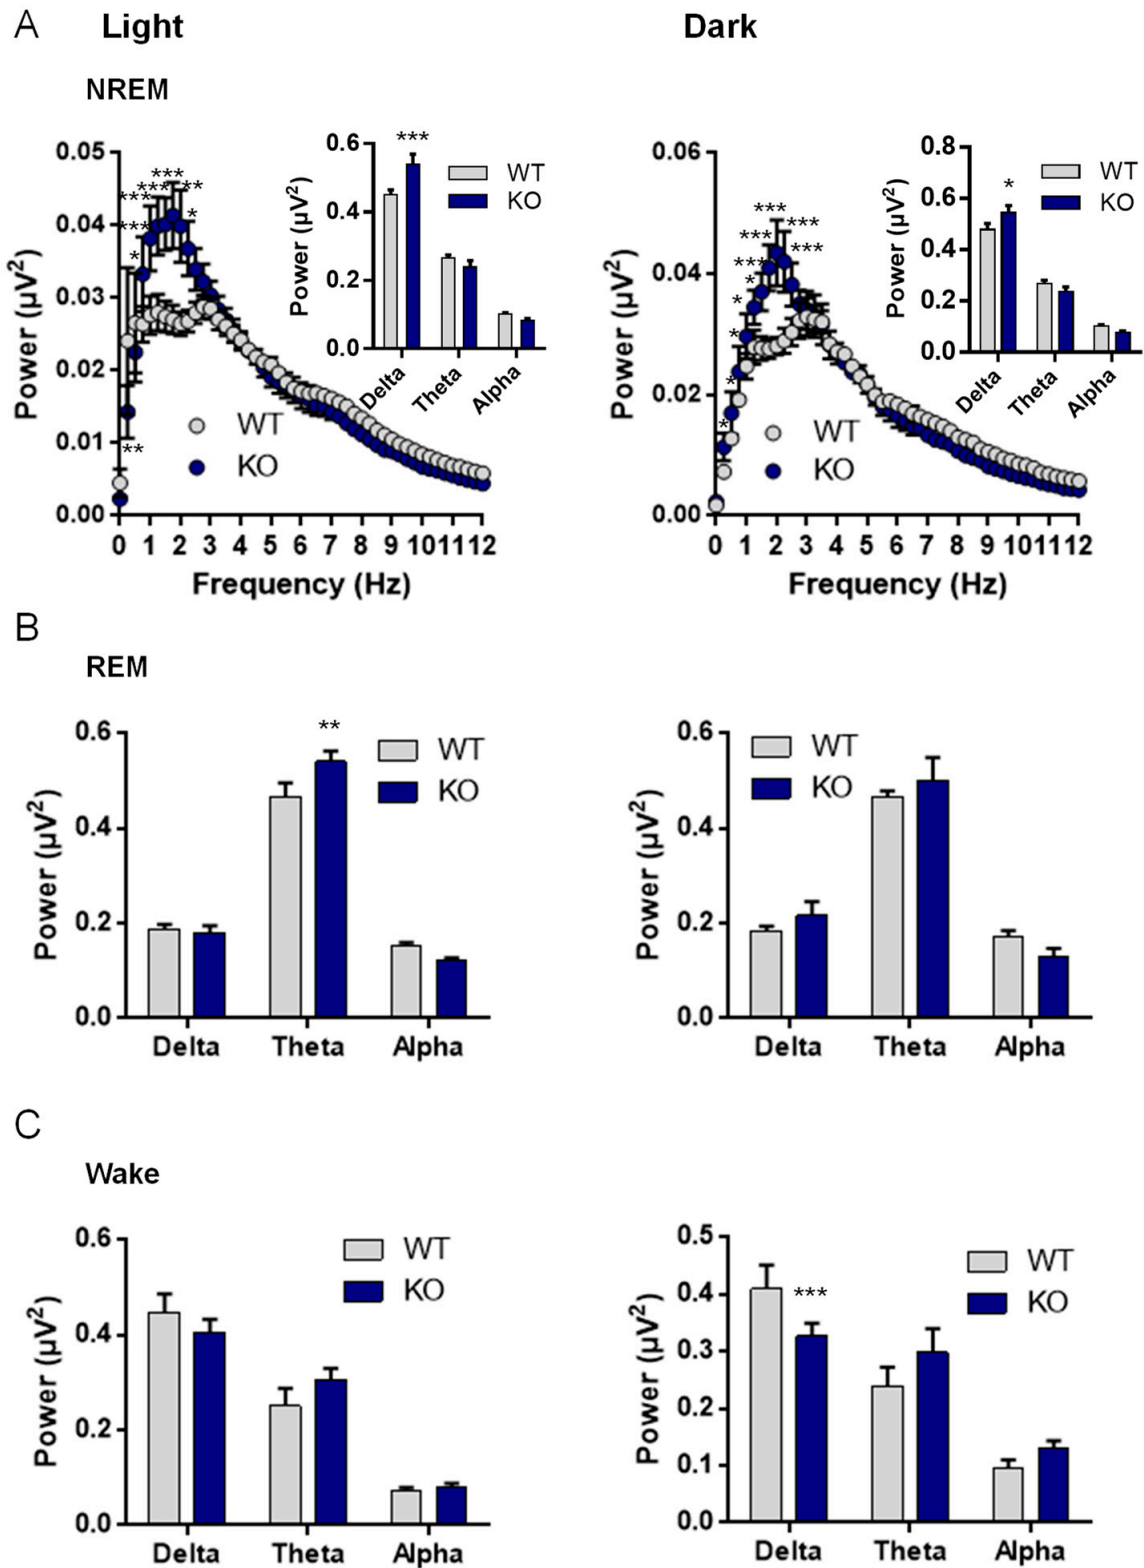 A Light Dark
NREM
Power (µV²)
0.05
0.04
0.03
0.02
0.01
0.00
0 1 2 3 4 5 6 7 8 9 10 11 12
Frequency (Hz)
WT
KO
*** *** *** *** ** * * **
Power (µV²)
0.6
0.4
0.2
0.0
***
WT
KO
Delta Theta Alpha
Power (µV²)
0.06
0.04
0.02
0.00
0 1 2 3 4 5 6 7 8 9 10 11 12
Frequency (Hz)
WT
KO
*** *** *** *** *** * * * * *
Power (µV²)
0.8
0.6
0.4
0.2
0.0
*
WT
KO
Delta Theta Alpha
B
REM
Power (µV²)
0.6
0.4
0.2
0.0
**
WT
KO
Delta Theta Alpha
Power (µV²)
0.6
0.4
0.2
0.0
WT
KO
Delta Theta Alpha
C
Wake
Power (µV²)
0.6
0.4
0.2
0.0
WT
KO
Delta Theta Alpha
Power (µV²)
0.5
0.4
0.3
0.2
0.1
0.0
***
WT
KO
Delta Theta Alpha